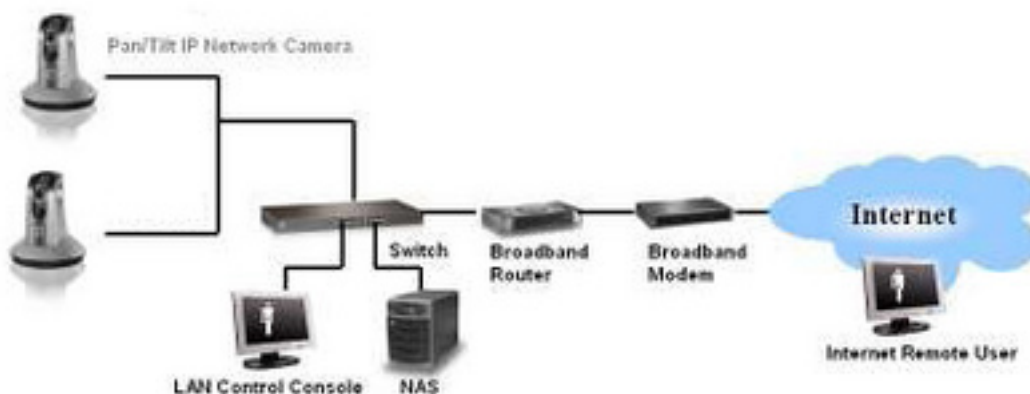 Pan/Tilt IP Network Camera
Internet
Switch
Broadband
Router
Broadband
Modem
Internet Remote User
LAN Control Console
NAS